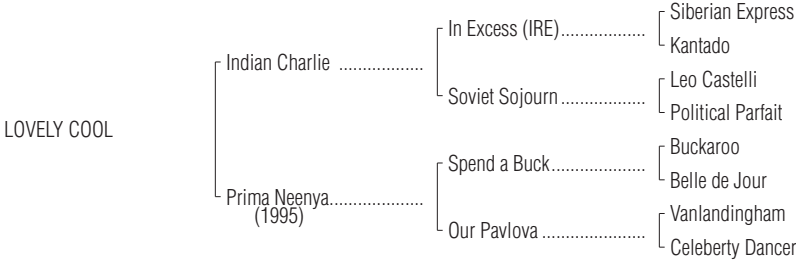 Siberian Express
In Excess (IRE)...................
Kantado
Indian Charlie ..................
Leo Castelli
Soviet Sojourn ..................
Political Parfait
LOVELY COOL
Buckaroo
Spend a Buck....................
Belle de Jour
Prima Neenya....................
(1995)
Vanlandingham
Our Pavlova ......................
Celeberty Dancer